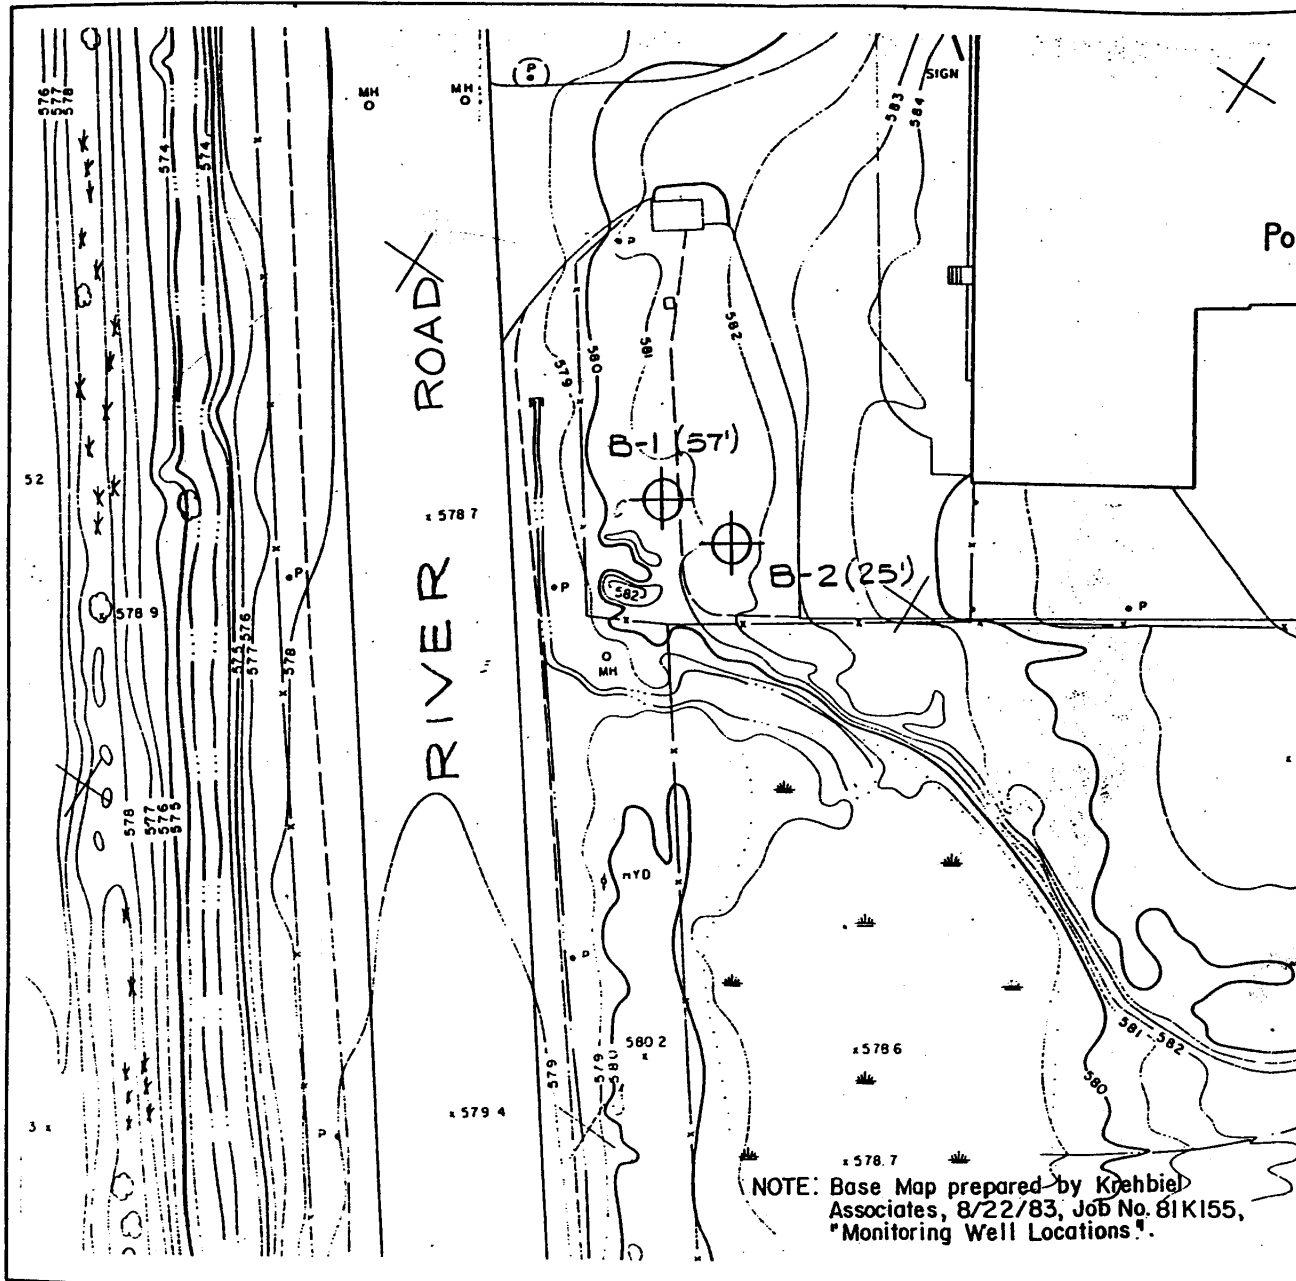 576
577
578
574
574
MH
MH
P
SIGN
583
584
Po
P
582
581
580
579
RIVER ROAD
B-1 (57')
B-2 (25')
52
x 578 7
P
P
P
582
x 578 9
MH
575
576
577
578
578
577
576
575
HYD
P
580 2
x
x 578 6
581
582
580
579
579
580
x 579 4
3 x
P
x 578.7
NOTE: Base Map prepared by Krehbiel
Associates, 8/22/83, Job No. 81K155,
"Monitoring Well Locations".